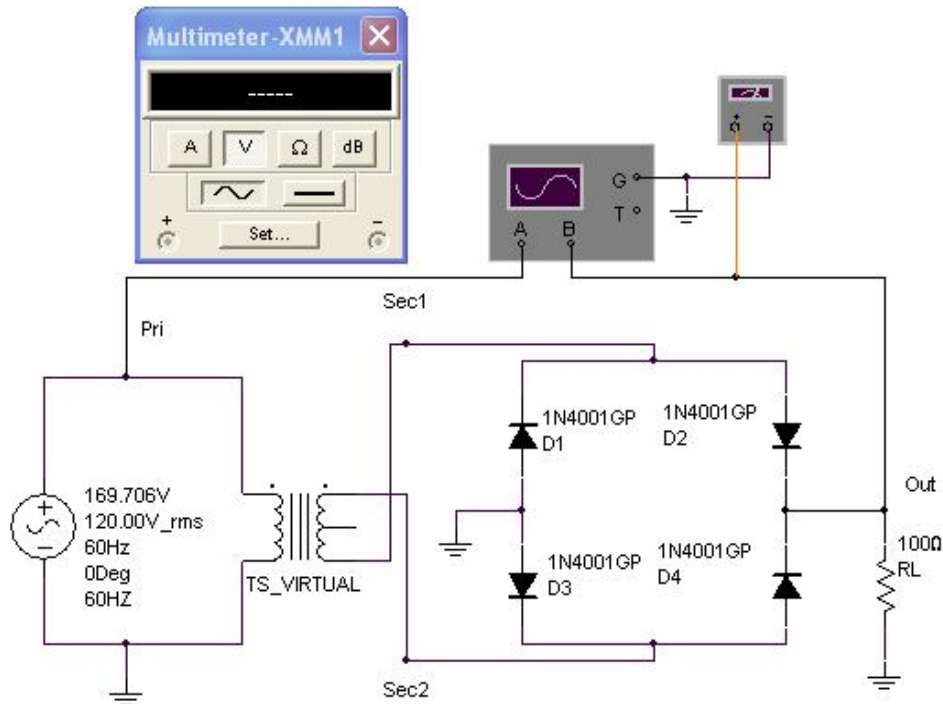 Multimeter-XMM1
-----
A V Ω dB
+ −
Set...
+ −
G
T
A B
Sec1
Pri
1N4001GP
D1
1N4001GP
D2
169.706V
120.00V_rms
60Hz
0Deg
60HZ
TS_VIRTUAL
1N4001GP
D3
1N4001GP
D4
Out
100Ω
RL
Sec2